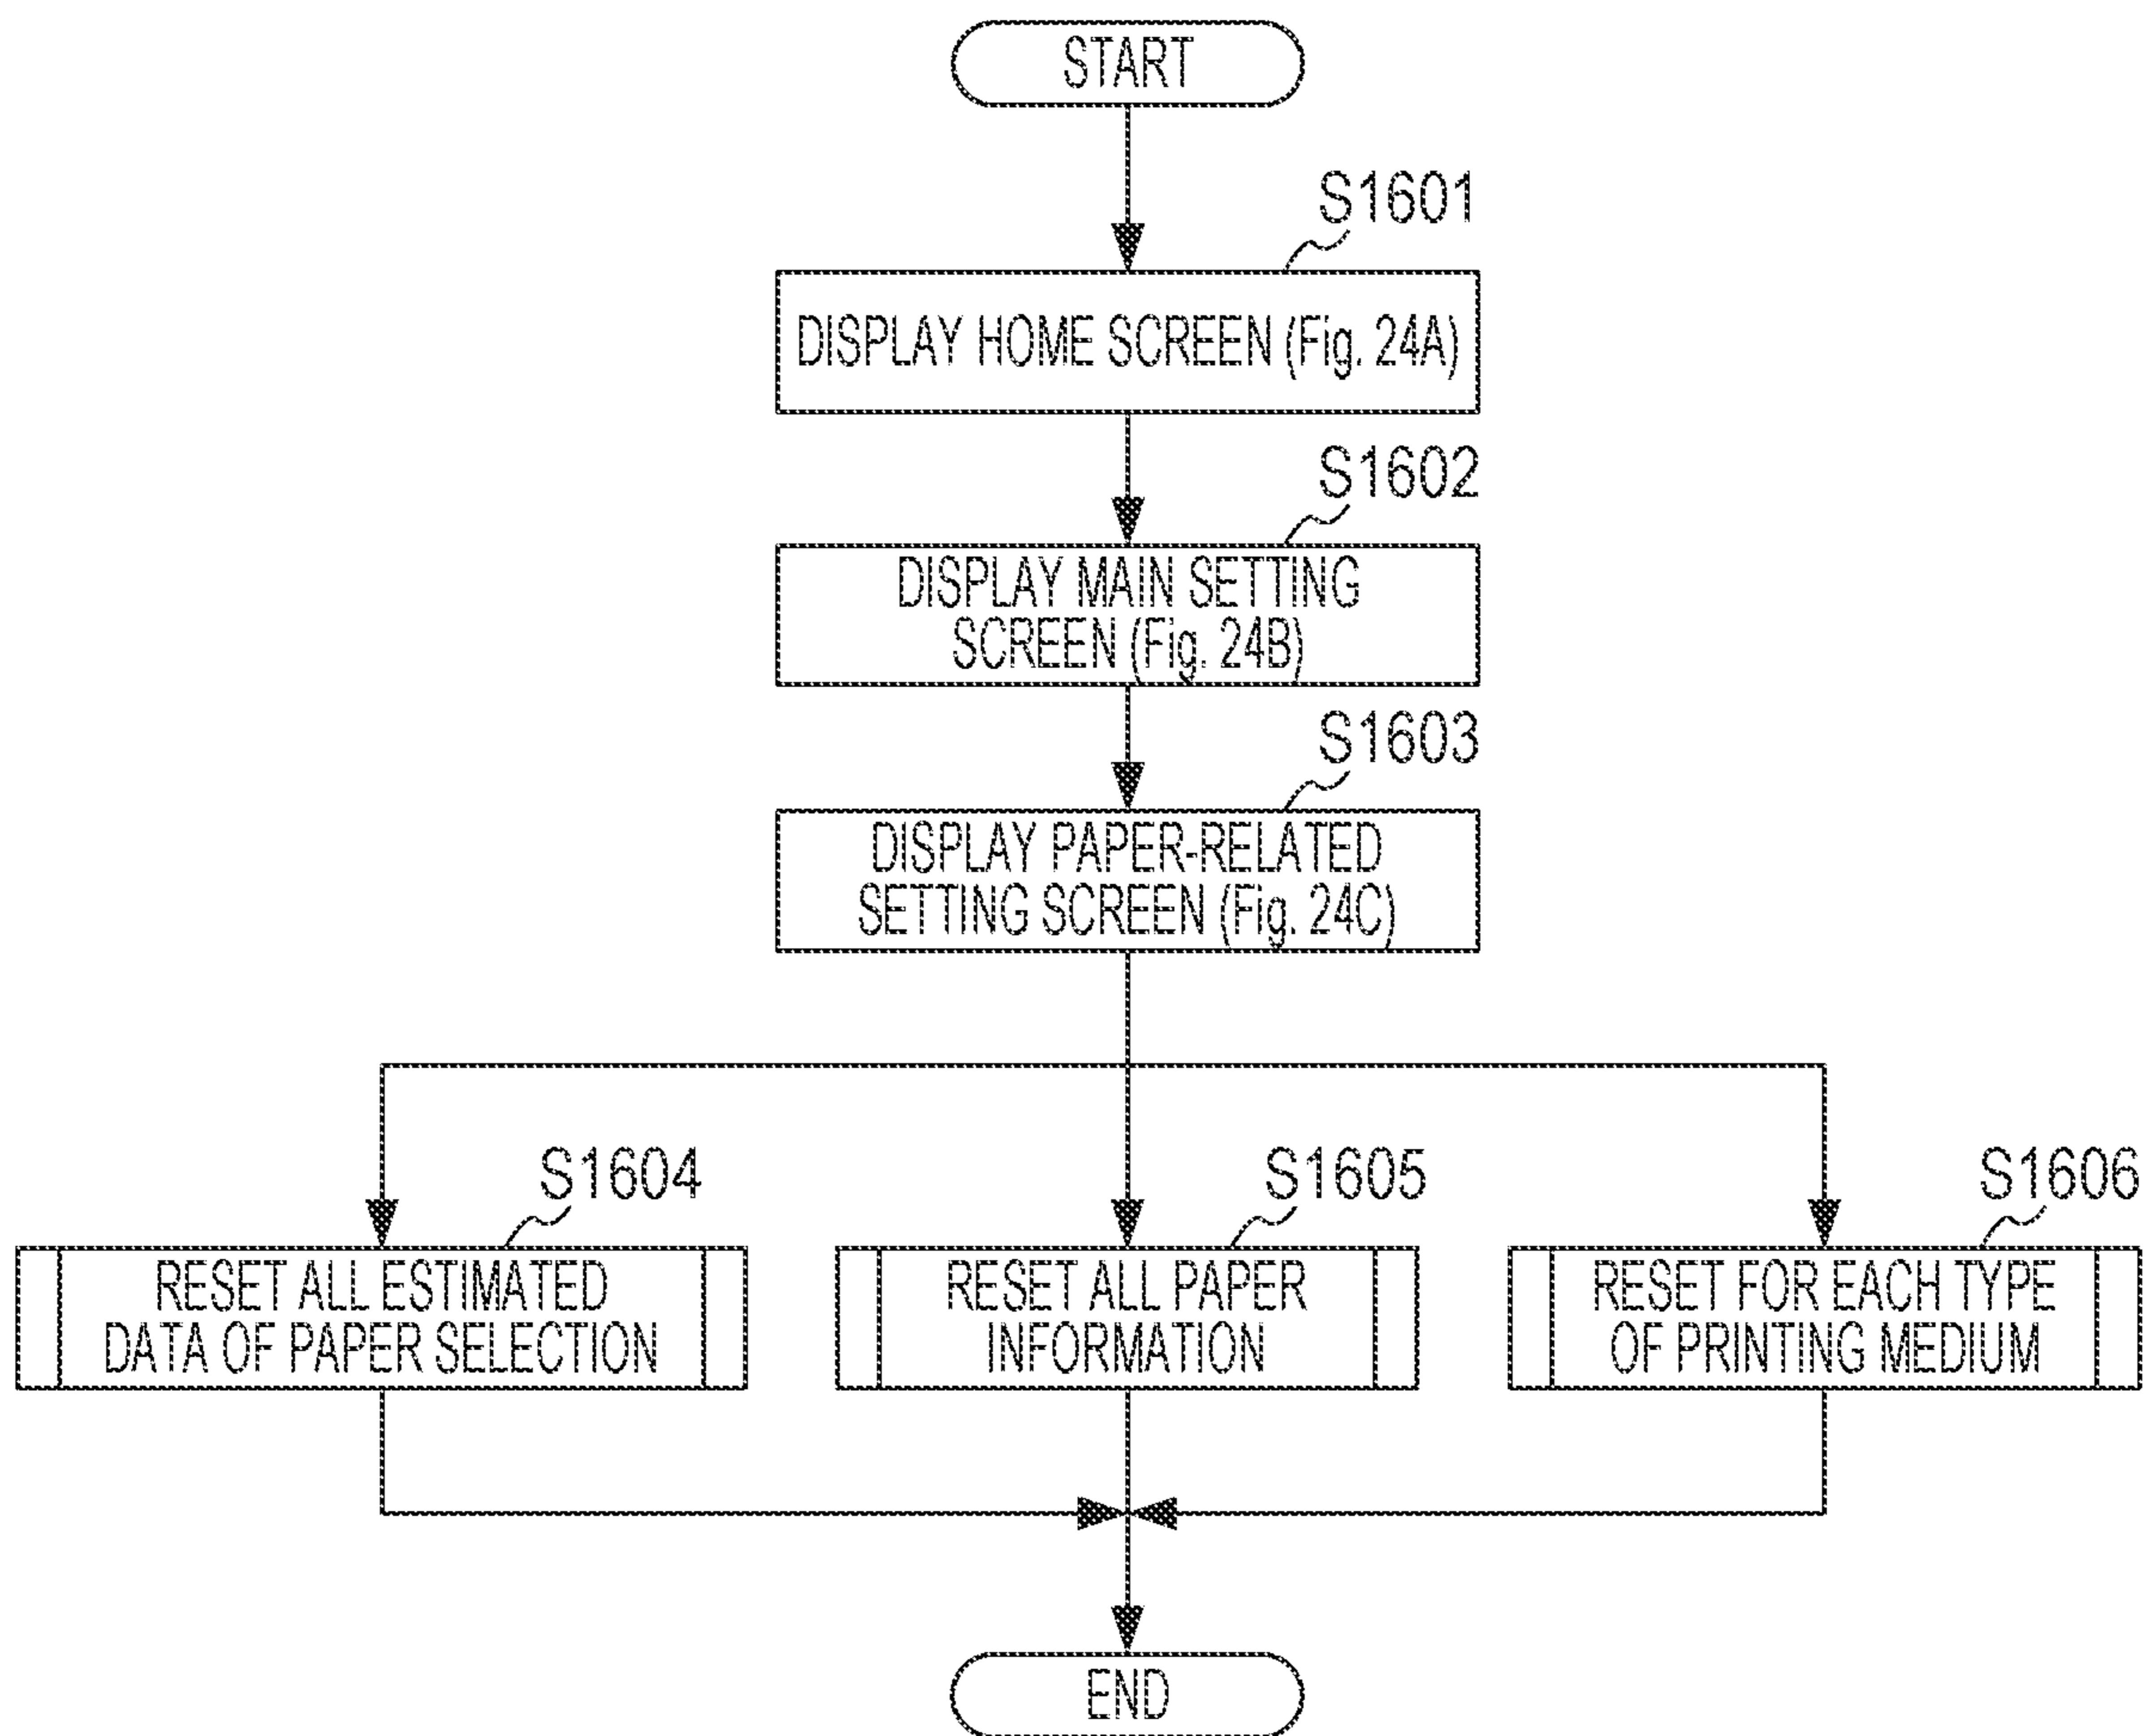 START
S1601
DISPLAY HOME SCREEN (Fig. 24A)
S1602
DISPLAY MAIN SETTING
SCREEN (Fig. 24B)
S1603
DISPLAY PAPER-RELATED
SETTING SCREEN (Fig. 24C)
S1604
RESET ALL ESTIMATED
DATA OF PAPER SELECTION
S1605
RESET ALL PAPER
INFORMATION
S1606
RESET FOR EACH TYPE
OF PRINTING MEDIUM
END